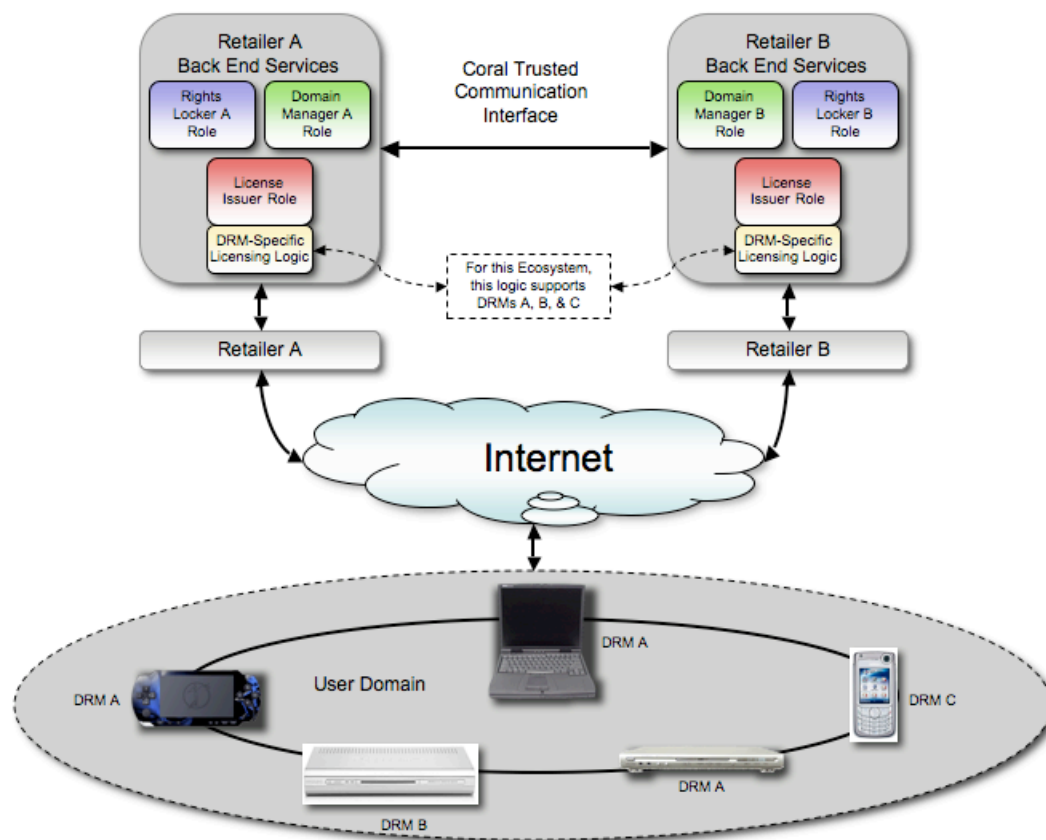 Retailer A
Back End Services
Rights
Locker A
Role
Domain
Manager A
Role
License
Issuer Role
DRM-Specific
Licensing Logic
Coral Trusted
Communication
Interface
Retailer B
Back End Services
Domain
Manager B
Role
Rights
Locker B
Role
License
Issuer Role
DRM-Specific
Licensing Logic
For this Ecosystem,
this logic supports
DRMs A, B, & C
Retailer A
Retailer B
Internet
DRM A
User Domain
DRM A
DRM C
DRM A
DRM B